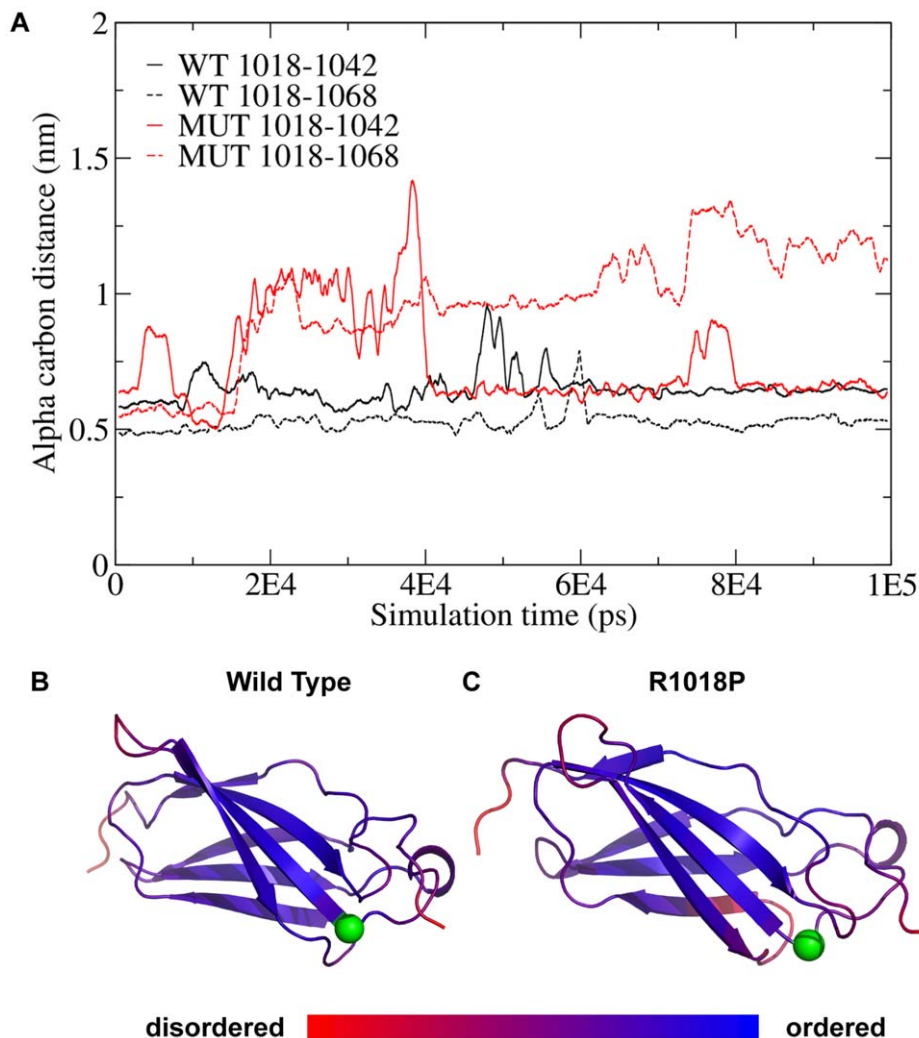 A
2
1.5
1
0.5
0
Alpha carbon distance (nm)
WT 1018-1042
WT 1018-1068
MUT 1018-1042
MUT 1018-1068
0 2E4 4E4 6E4 8E4 1E5
Simulation time (ps)
B Wild Type C R1018P
disordered ordered